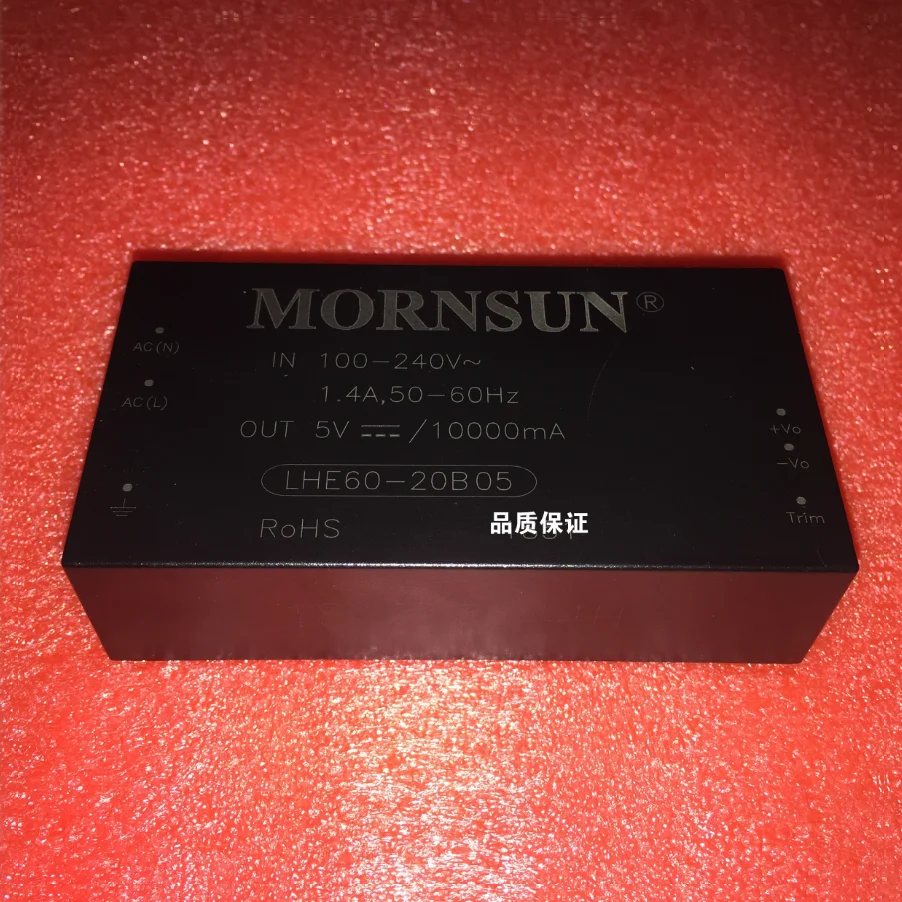 MORNSUN®
AC(N)
IN 100-240V~
AC(L)
1.4A,50-60Hz
OUT 5V⎓/10000mA
+Vo
-Vo
LHE60-20B05
Trim
RoHS
品质保证